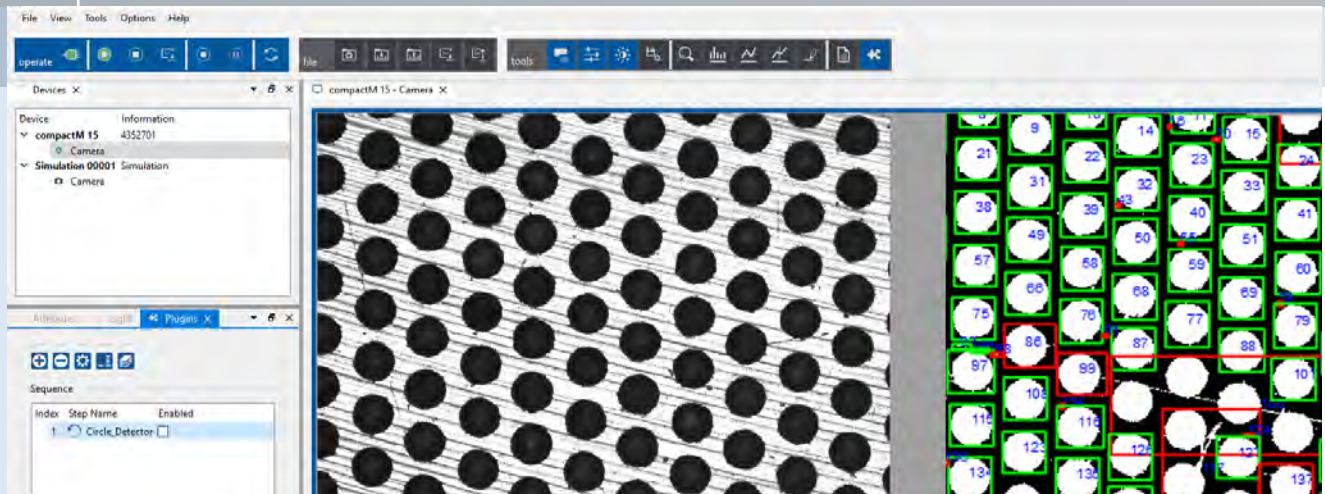 File View Tools Options Help
operate
file
tools
Devices
compactM 15 - Camera
Device Information
compactM 15 4352701
Camera
Simulation 00001 Simulation
Camera
Plugins
Sequence
Index Step Name Enabled
1 Circle_Detector
9 14 15
21 22 23 24
31 32 33
38 39 40 41
43
49 50 51
57 58 59 60
66 68 69
75 76 77 79
86 87 88
97 99
116
137